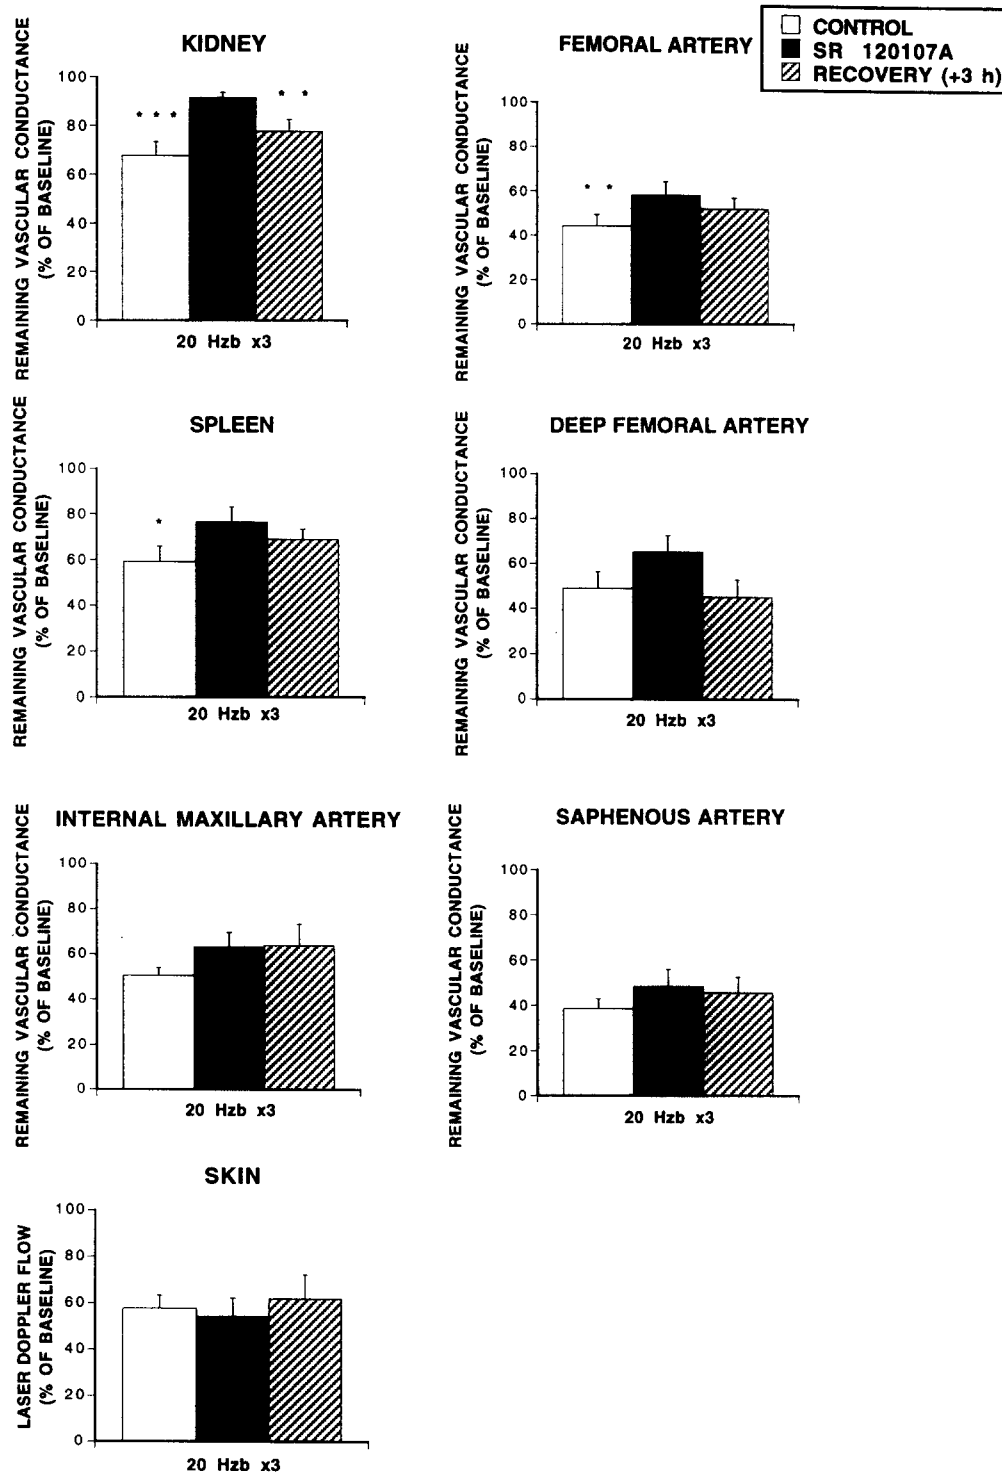 CONTROL
SR 120107A
RECOVERY (+3 h)
KIDNEY
REMAINING VASCULAR CONDUCTANCE
(% OF BASELINE)
100
80
60
40
20
0
* * *
* *
20 Hzb x3
FEMORAL ARTERY
REMAINING VASCULAR CONDUCTANCE
(% OF BASELINE)
100
80
60
40
20
0
* *
20 Hzb x3
SPLEEN
REMAINING VASCULAR CONDUCTANCE
(% OF BASELINE)
100
80
60
40
20
0
*
20 Hzb x3
DEEP FEMORAL ARTERY
REMAINING VASCULAR CONDUCTANCE
(% OF BASELINE)
100
80
60
40
20
0
20 Hzb x3
INTERNAL MAXILLARY ARTERY
REMAINING VASCULAR CONDUCTANCE
(% OF BASELINE)
100
80
60
40
20
0
20 Hzb x3
SAPHENOUS ARTERY
REMAINING VASCULAR CONDUCTANCE
(% OF BASELINE)
100
80
60
40
20
0
20 Hzb x3
SKIN
LASER DOPPLER FLOW
(% OF BASELINE)
100
80
60
40
20
0
20 Hzb x3